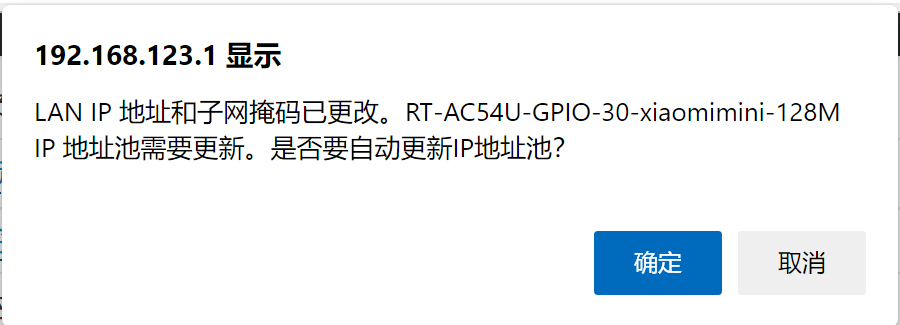 192.168.123.1 显示
LAN IP 地址和子网掩码已更改。RT-AC54U-GPIO-30-xiaomimini-128M
IP 地址池需要更新。是否要自动更新IP地址池？
确定
取消